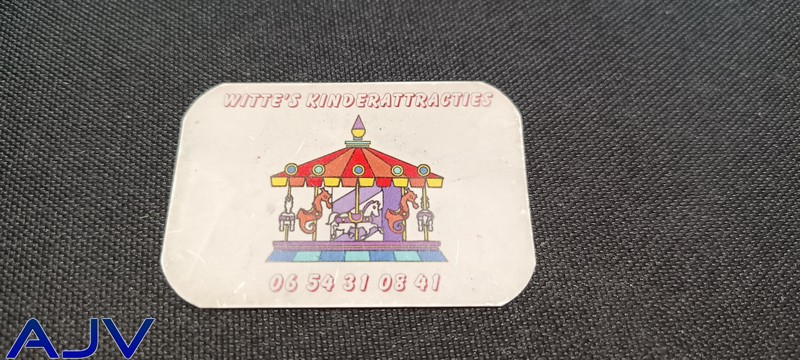 WITTE'S KINDERATTRACTIES
06 54 31 08 41
AJV